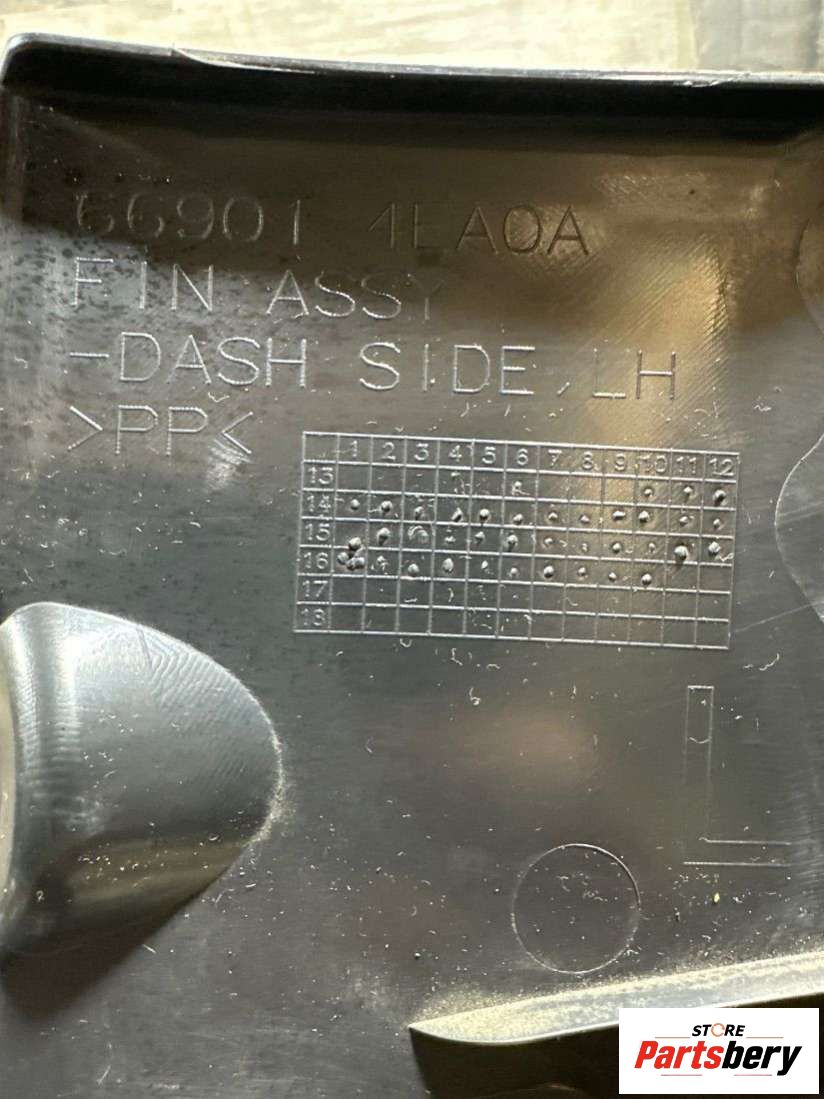 66901 4EA0A
FIN ASSY
-DASH SIDE,LH
>PP<
1 2 3 4 5 6 7 8 9 10 11 12
13
14
15
16
17
18
L
STORE
Partsbery